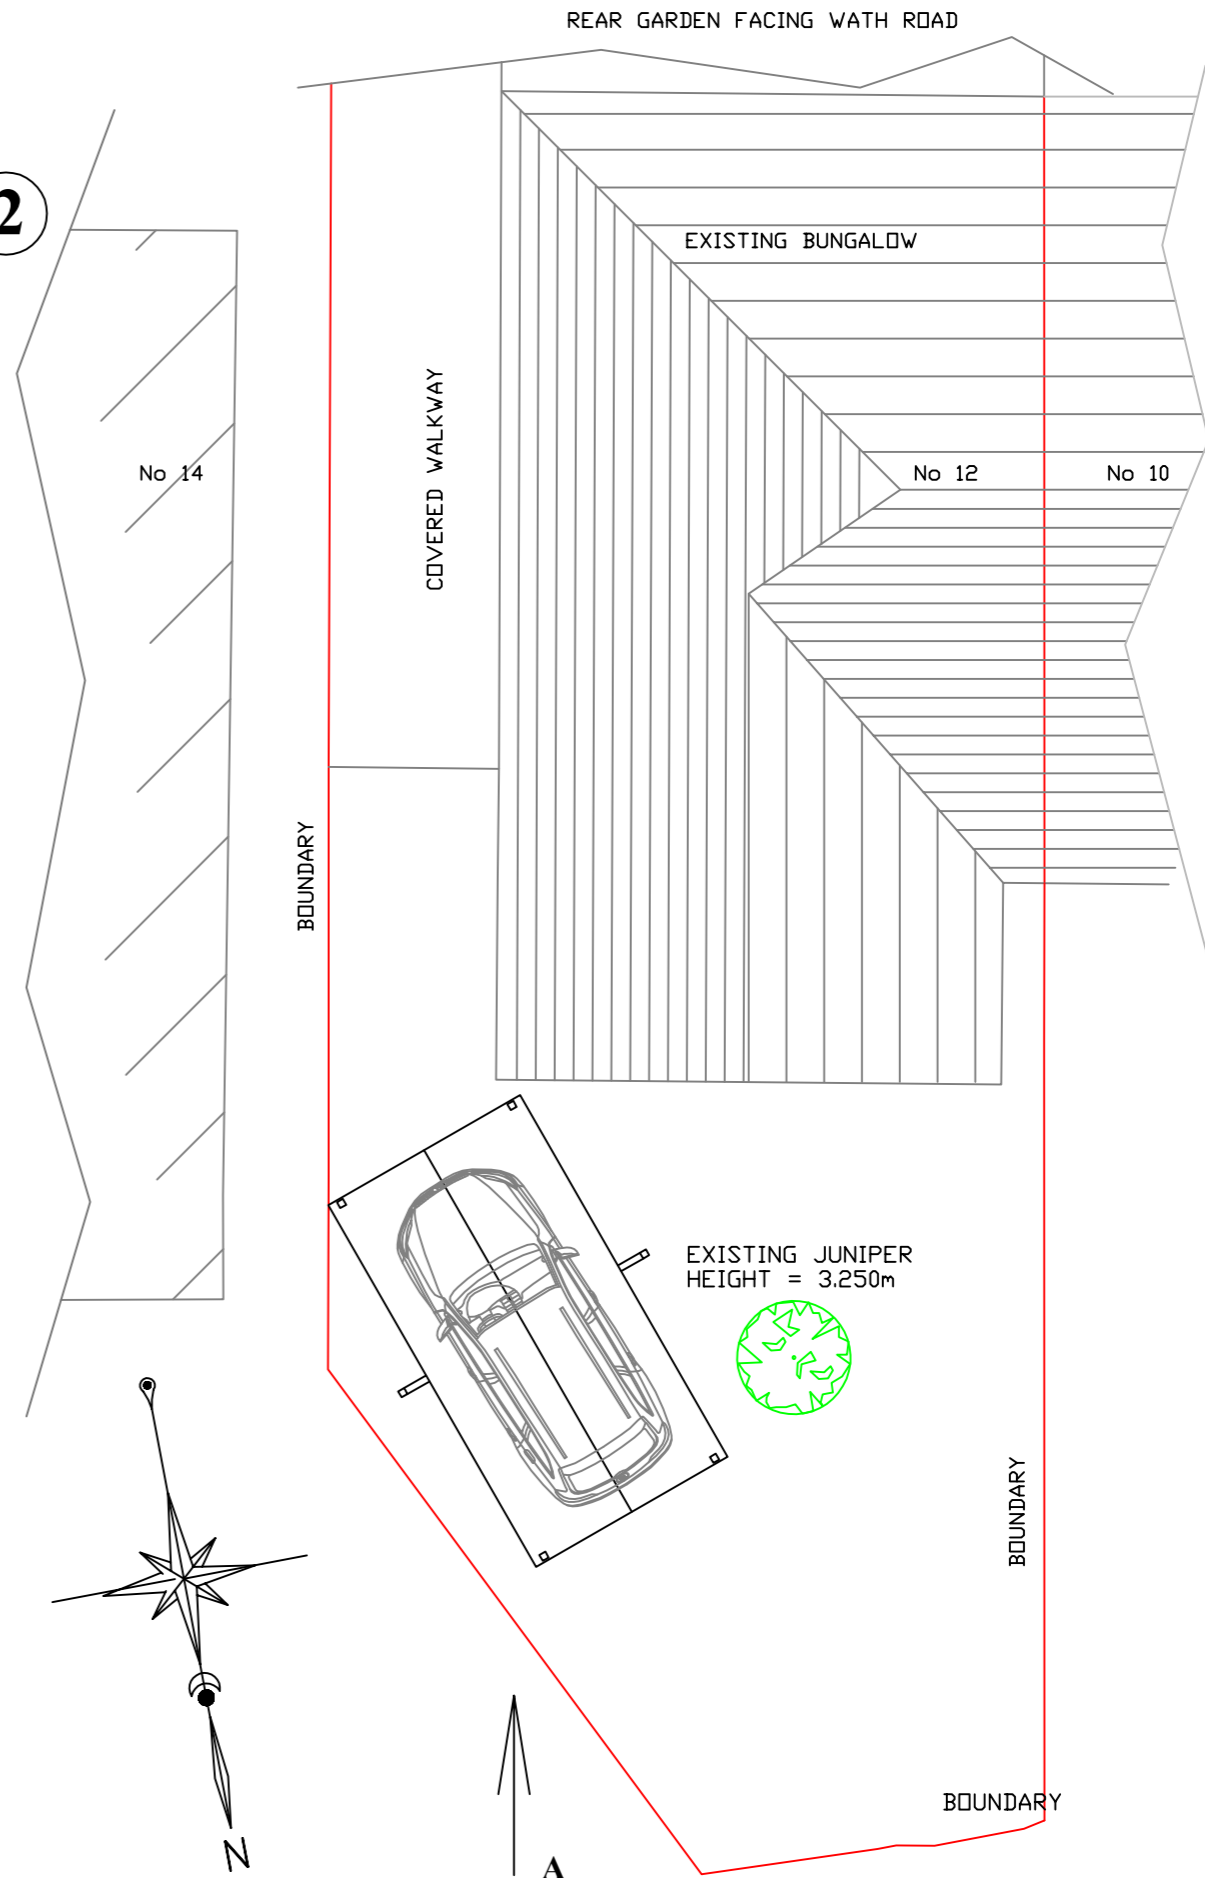 REAR GARDEN FACING WATH ROAD
2
EXISTING BUNGALOW
COVERED WALKWAY
No 14
No 12
No 10
BOUNDARY
EXISTING JUNIPER
HEIGHT = 3.250m
BOUNDARY
BOUNDARY
N
A